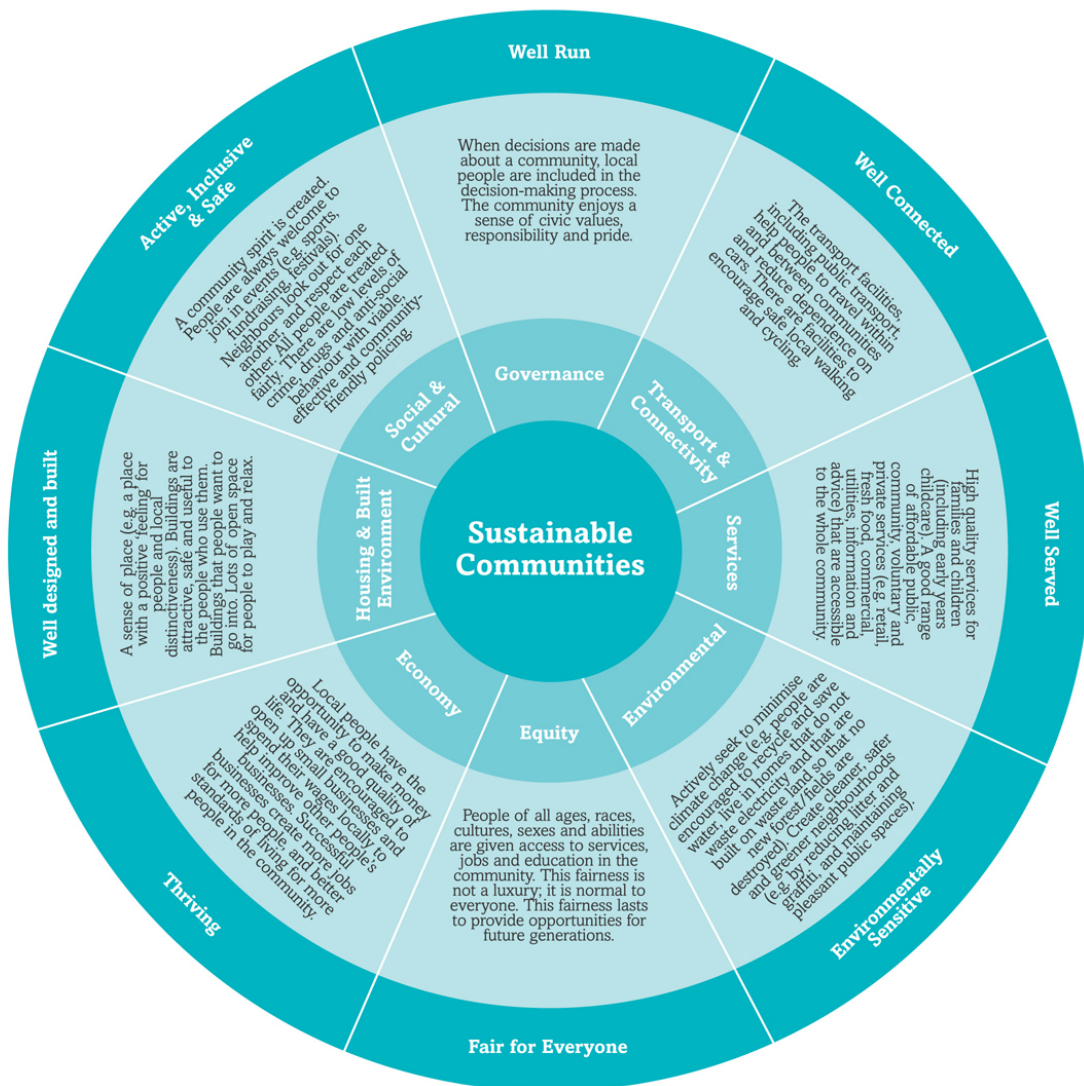 Sustainable
Communities
Well Run
When decisions are made
about a community, local
people are included in the
decision-making process.
The community enjoys a
sense of civic values,
responsibility and pride.
Governance
Well Connected
The transport facilities,
including public transport,
help people to travel within
and between communities
and reduce dependence on
cars. There are facilities to
encourage safe local walking
and cycling.
Transport &
Connectivity
Well Served
High quality services for
families and children
(including early years
childcare). A good range
of affordable public,
community, voluntary and
private services (e.g. retail,
fresh food, commercial,
utilities, information and
advice) that are accessible
to the whole community.
Services
Environmentally
Sensitive
Actively seek to minimise
climate change (e.g. people are
encouraged to recycle and save
water, live in homes that do not
waste electricity and that are
built on waste land so that no
new forest/fields are
destroyed). Create cleaner, safer
and greener neighbourhoods
(e.g. by reducing litter and
graffiti, and maintaining
pleasant public spaces).
Environmental
Fair for Everyone
People of all ages, races,
cultures, sexes and abilities
are given access to services,
jobs and education in the
community. This fairness is
not a luxury; it is normal to
everyone. This fairness lasts
to provide opportunities for
future generations.
Equity
Thriving
Local people have the
opportunity to make money
and have a good quality of
life. They are encouraged to
open up small businesses and
spend their wages locally to
help improve other people's
businesses. Successful
businesses create more jobs
for more people, and better
standards of living for more
people in the community.
Economy
Well designed and built
A sense of place (e.g. a place
with a positive 'feeling' for
people and local
distinctiveness). Buildings are
attractive, safe and useful to
the people who use them.
Buildings that people want to
go into. Lots of open space
for people to play and relax.
Housing & Built
Environment
Active, Inclusive
& Safe
A community spirit is created.
People are always welcome to
join in events (e.g. sports,
fundraising, festivals).
Neighbours look out for one
another, and respect each
other. All people are treated
fairly. There are low levels of
crime, drugs and anti-social
behaviour with viable,
effective and community-
friendly policing.
Social &
Cultural